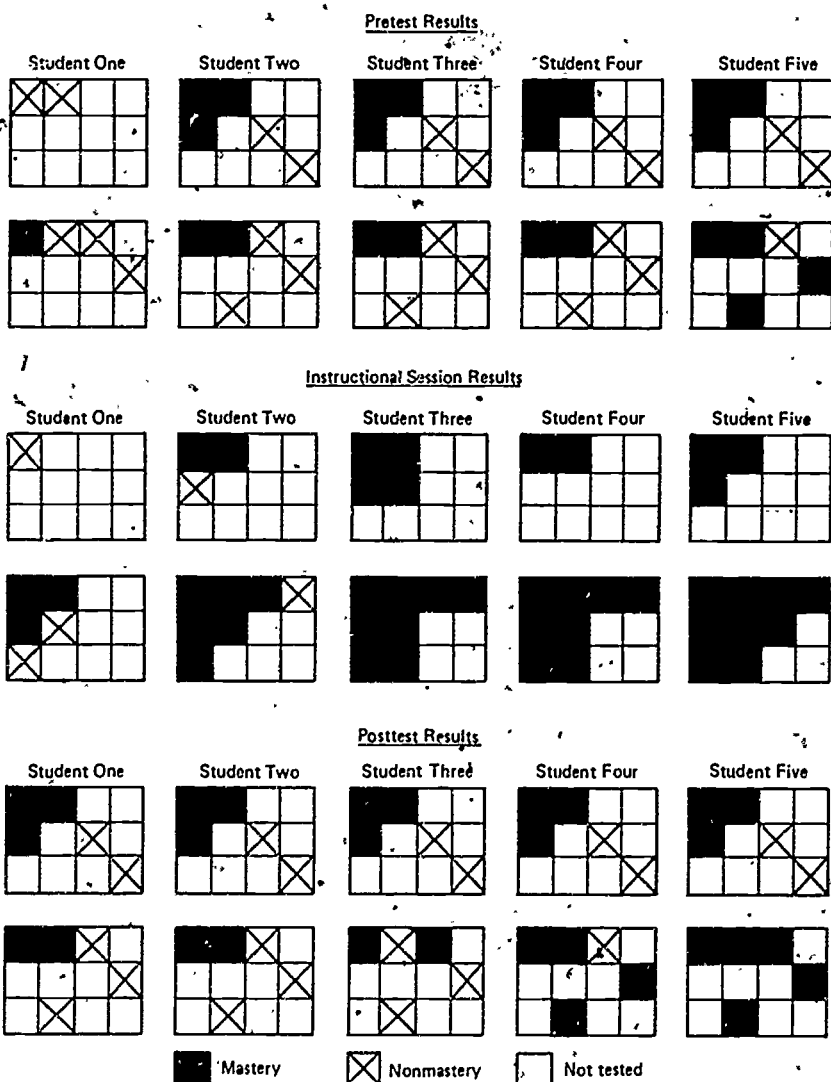 Pretest Results
Student One Student Two Student Three Student Four Student Five
Instructional Session Results
Student One Student Two Student Three Student Four Student Five
Posttest Results
Student One Student Two Student Three Student Four Student Five
Mastery Nonmastery Not tested